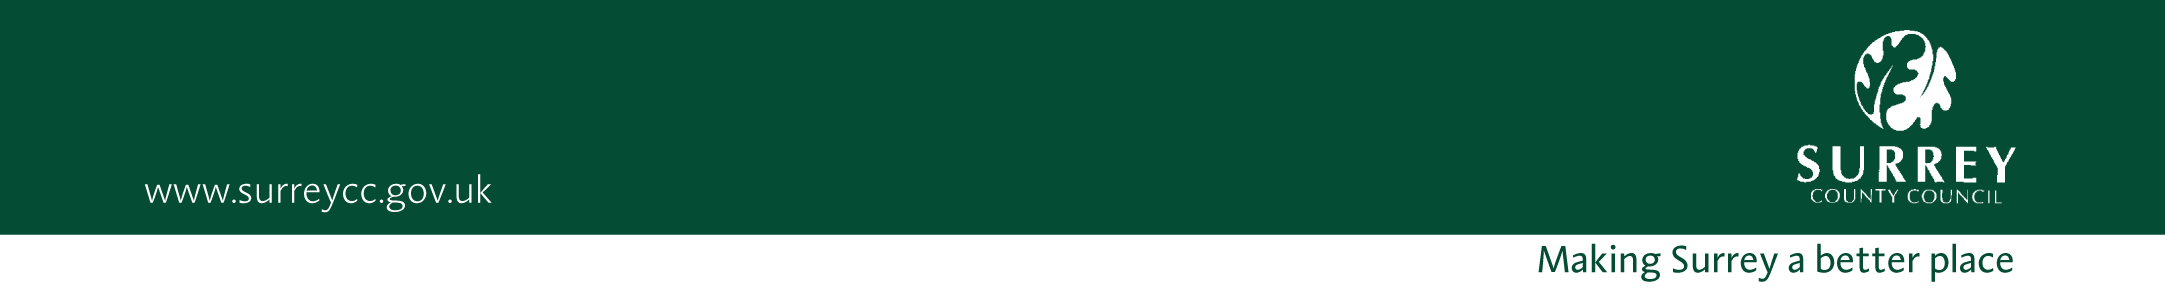 www.surreycc.gov.uk
SURREY
COUNTY COUNCIL
Making Surrey a better place